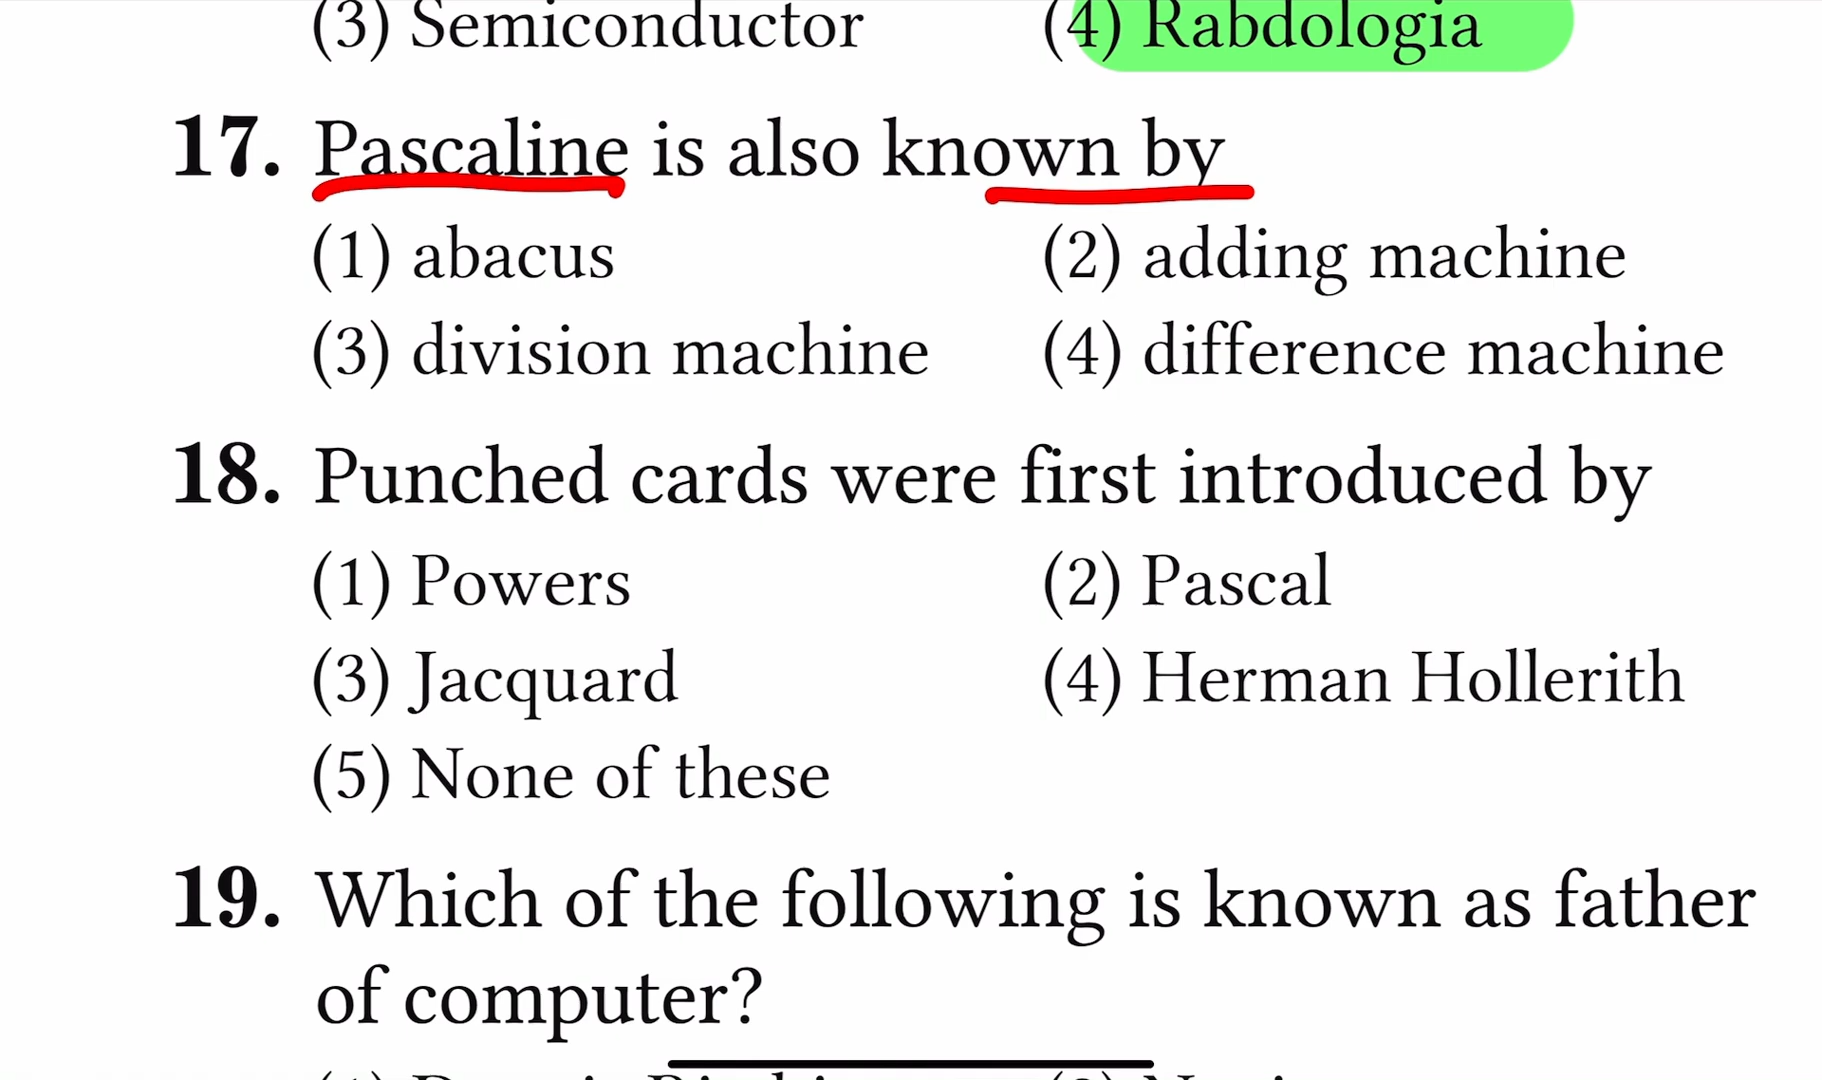 (3) Semiconductor (4) Rabdologia
17. Pascaline is also known by
(1) abacus (2) adding machine
(3) division machine (4) difference machine
18. Punched cards were first introduced by
(1) Powers (2) Pascal
(3) Jacquard (4) Herman Hollerith
(5) None of these
19. Which of the following is known as father
of computer?